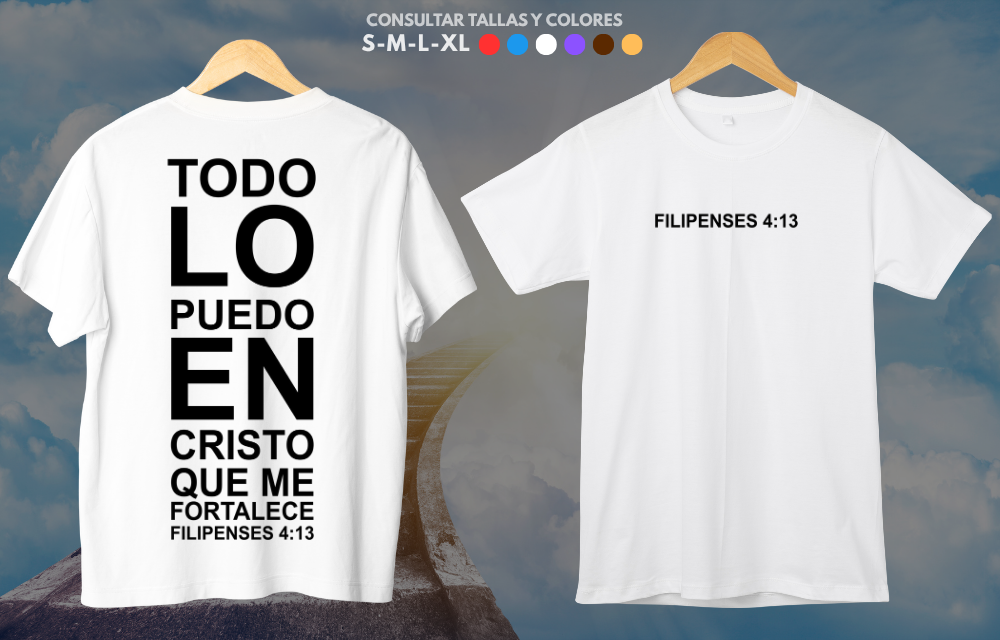 CONSULTAR TALLAS Y COLORES
S-M-L-XL
TODO
LO
PUEDO
EN
CRISTO
QUE ME
FORTALECE
FILIPENSES 4:13
FILIPENSES 4:13